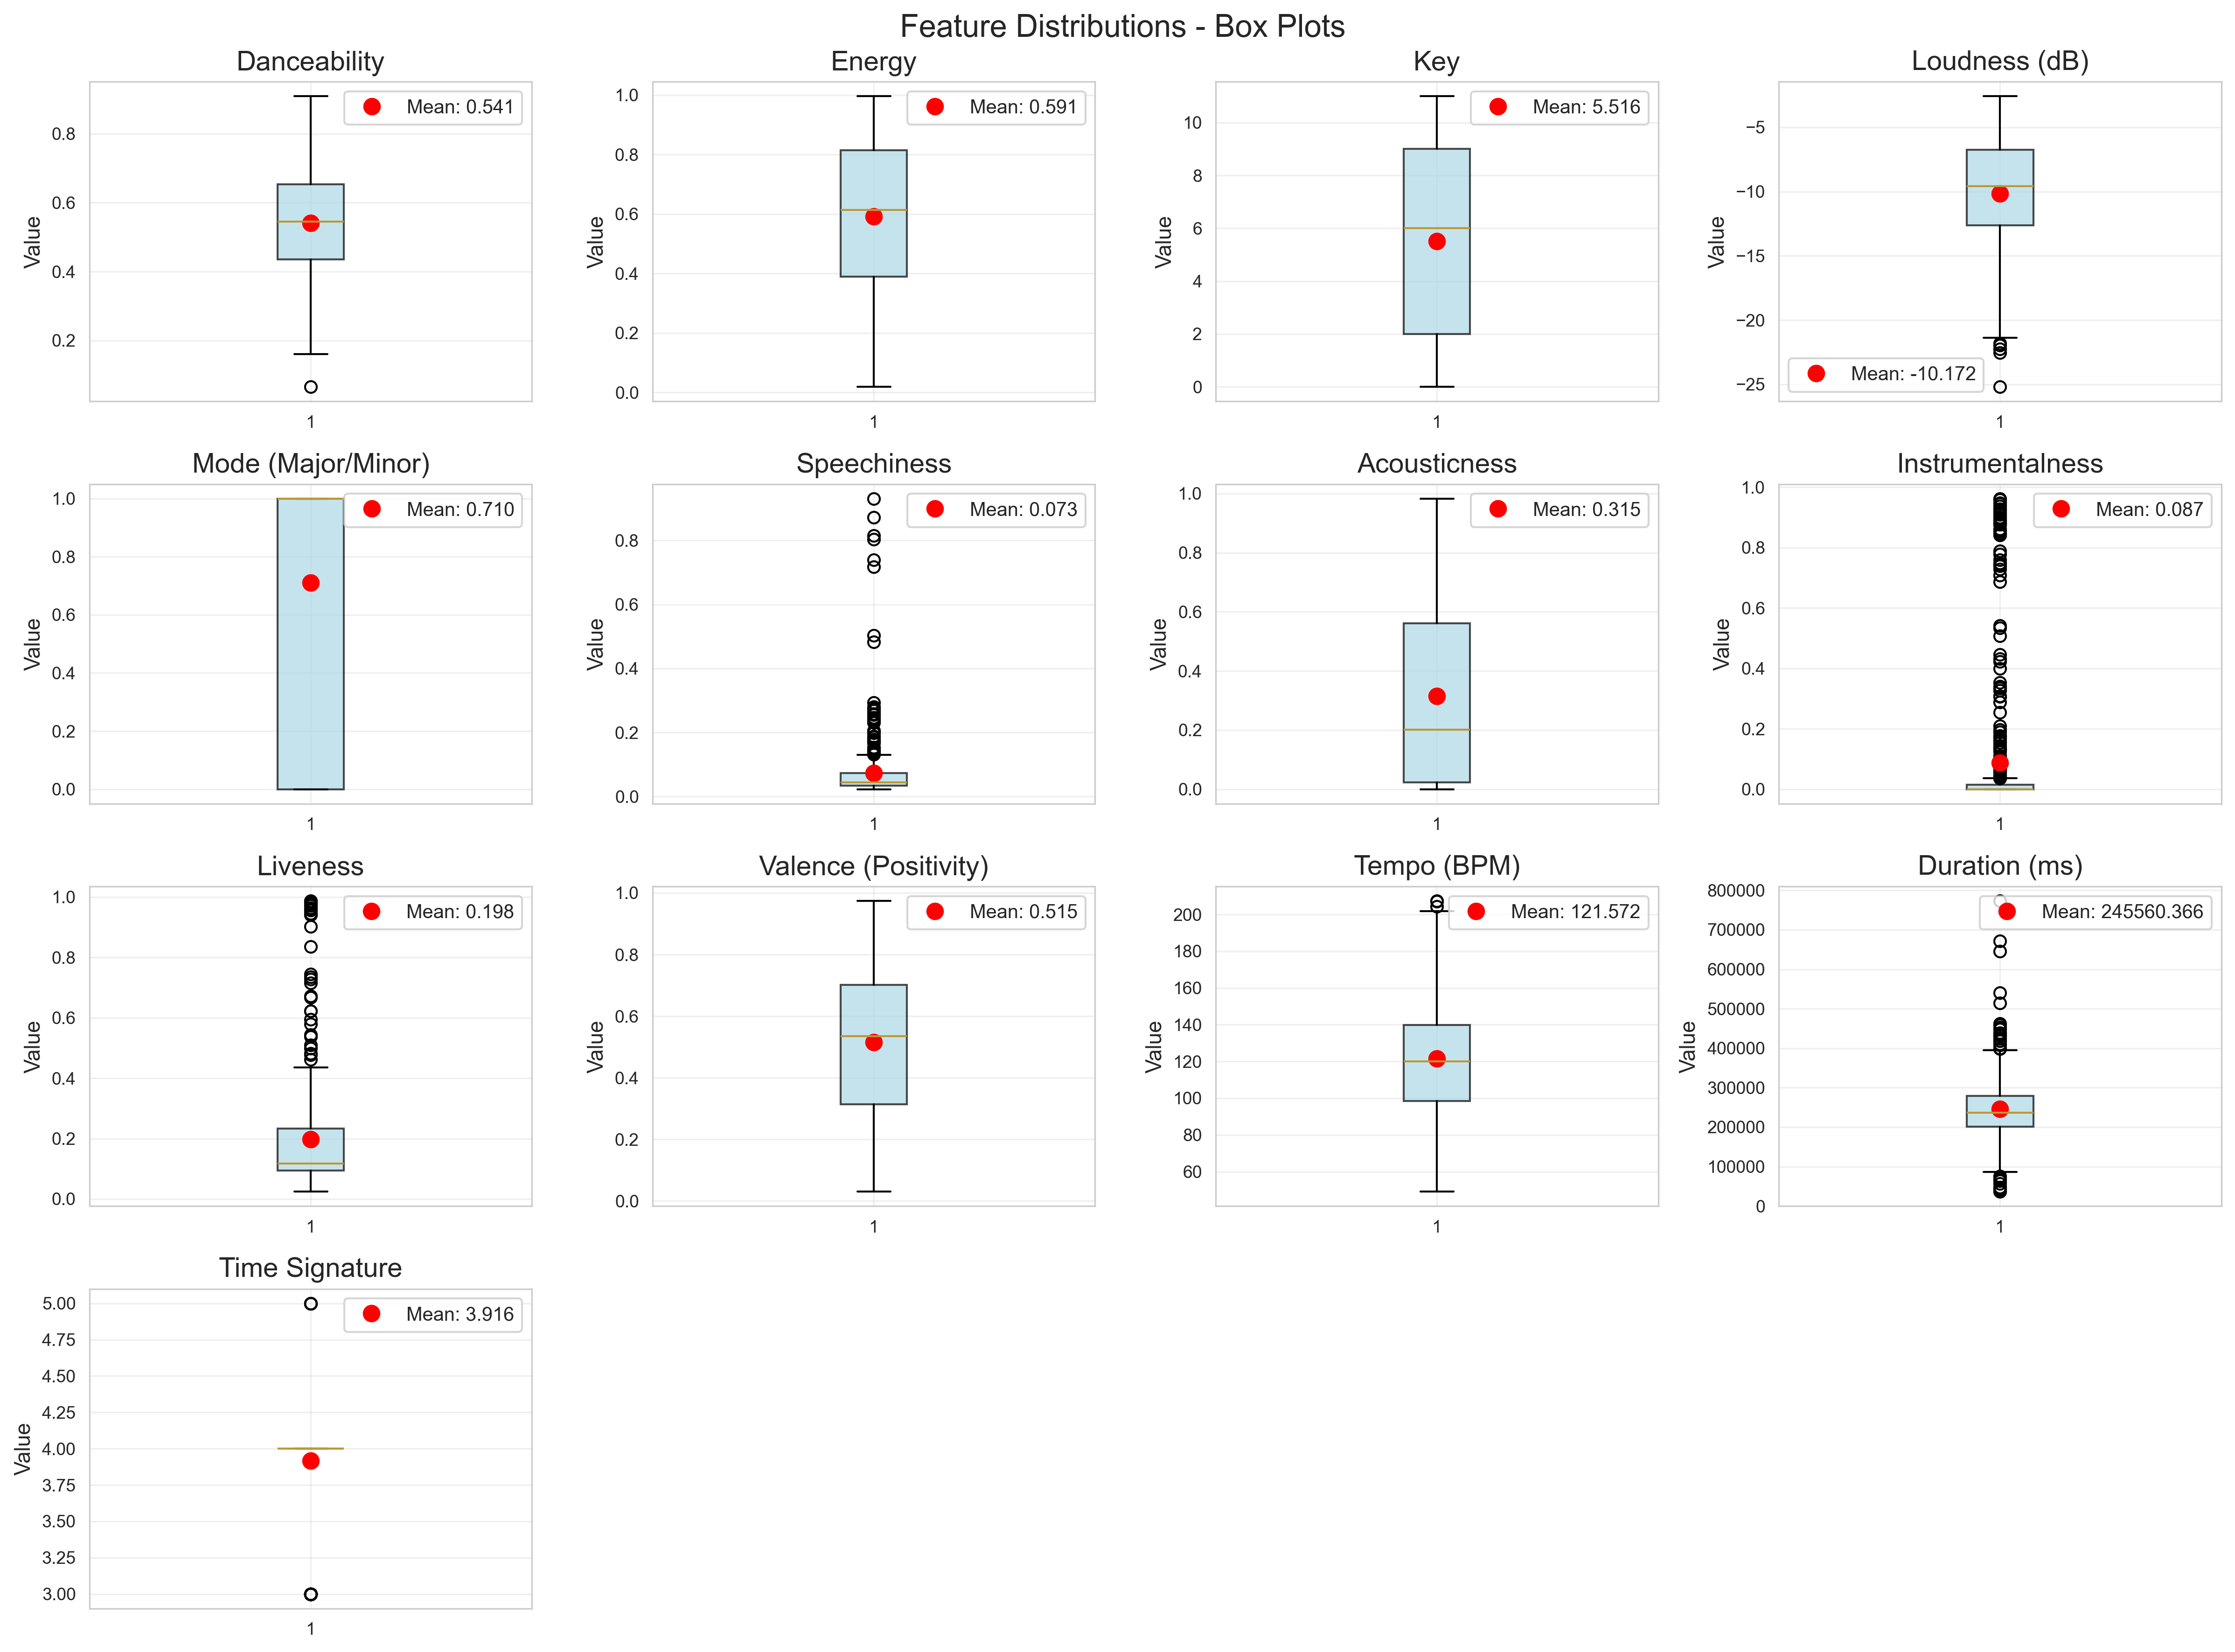 Feature Distributions - Box Plots
Danceability
Mean: 0.541
0.8
0.6
0.4
0.2
Value
1
Energy
Mean: 0.591
1.0
0.8
0.6
0.4
0.2
0.0
Value
1
Key
Mean: 5.516
10
8
6
4
2
0
Value
1
Loudness (dB)
Mean: -10.172
−5
−10
−15
−20
−25
Value
1
Mode (Major/Minor)
Mean: 0.710
1.0
0.8
0.6
0.4
0.2
0.0
Value
1
Speechiness
Mean: 0.073
0.8
0.6
0.4
0.2
0.0
Value
1
Acousticness
Mean: 0.315
1.0
0.8
0.6
0.4
0.2
0.0
Value
1
Instrumentalness
Mean: 0.087
1.0
0.8
0.6
0.4
0.2
0.0
Value
1
Liveness
Mean: 0.198
1.0
0.8
0.6
0.4
0.2
0.0
Value
1
Valence (Positivity)
Mean: 0.515
1.0
0.8
0.6
0.4
0.2
0.0
Value
1
Tempo (BPM)
Mean: 121.572
200
180
160
140
120
100
80
60
Value
1
Duration (ms)
Mean: 245560.366
800000
700000
600000
500000
400000
300000
200000
100000
0
Value
1
Time Signature
Mean: 3.916
5.00
4.75
4.50
4.25
4.00
3.75
3.50
3.25
3.00
Value
1